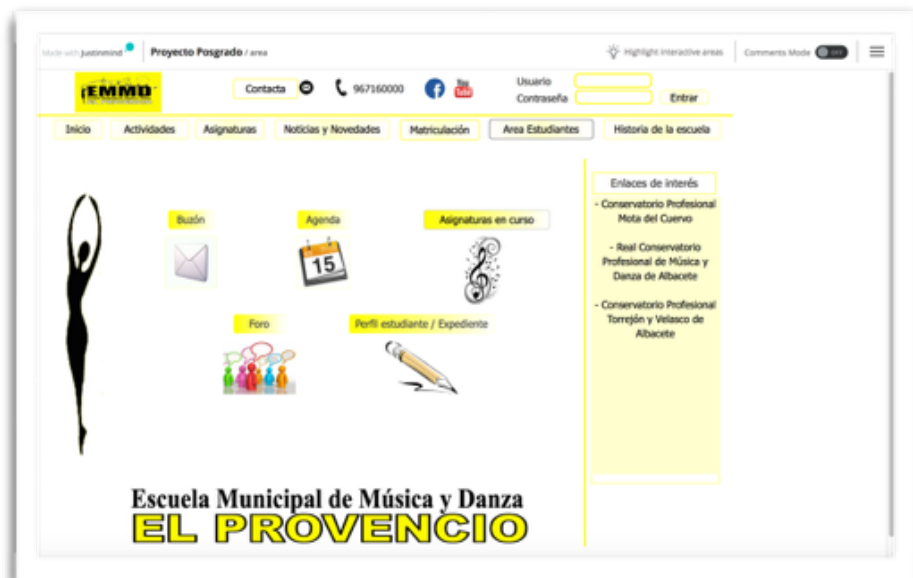 Made with Justinmind
Proyecto Posgrado / area
Highlight interactive areas
Comments Mode
OFF
EMMD
Contacta
967160000
You
Tube
Usuario
Contraseña
Entrar
Inicio
Actividades
Asignaturas
Noticias y Novedades
Matriculación
Area Estudiantes
Historia de la escuela
Buzón
Agenda
15
Asignaturas en curso
Foro
Perfil estudiante / Expediente
Enlaces de interés
- Conservatorio Profesional
Mota del Cuervo
- Real Conservatorio
Profesional de Música y
Danza de Albacete
- Conservatorio Profesional
Torrejón y Velasco de
Albacete
Escuela Municipal de Música y Danza
EL PROVENCIO